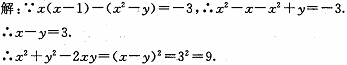 解:∵x(x-1)-(x²-y)=-3,∴x²-x-x²+y=-3.
∴x-y=3.
∴x²+y²-2xy=(x-y)²=3²=9.